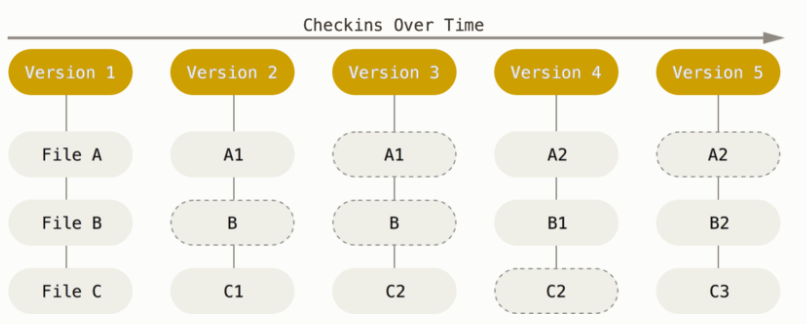 Checkins Over Time
Version 1 Version 2 Version 3 Version 4 Version 5
File A A1 A1 A2 A2
File B B B B1 B2
File C C1 C2 C2 C3